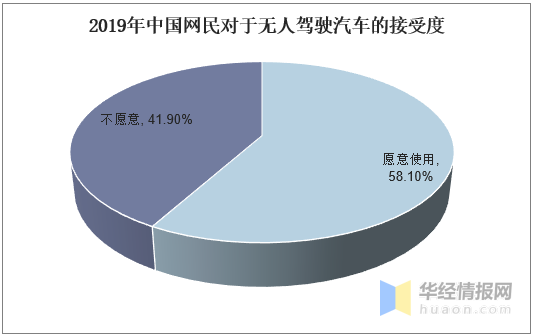 2019年中国网民对于无人驾驶汽车的接受度
不愿意, 41.90%
愿意使用,
58.10%
华经情报网
huaon.com